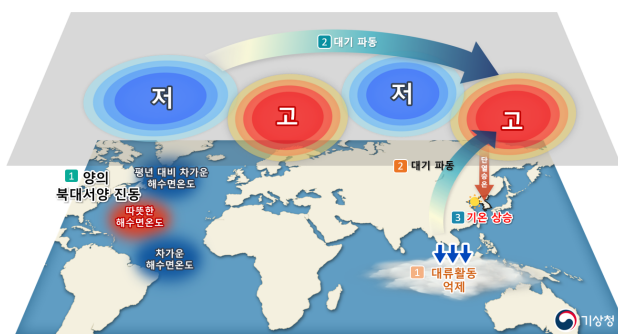 2 대기 파동
저
고
저
고
1 양의
북대서양 진동
평년 대비 차가운
해수면온도
따뜻한
해수면온도
차가운
해수면온도
2 대기 파동
단열승온
3 기온 상승
1 대류활동
억제
기상청